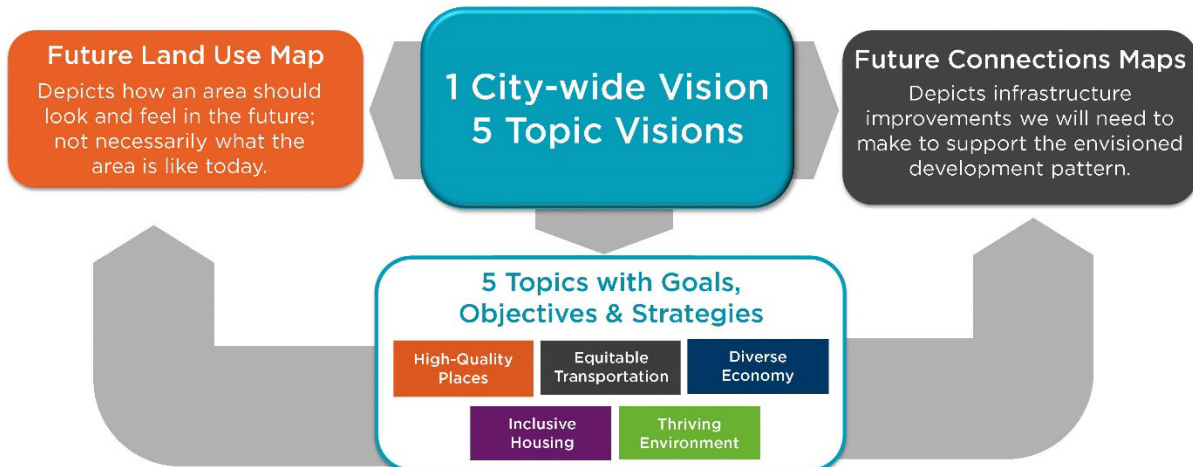 Future Land Use Map
Depicts how an area should
look and feel in the future;
not necessarily what the
area is like today.
1 City-wide Vision
5 Topic Visions
Future Connections Maps
Depicts infrastructure
improvements we will need to
make to support the envisioned
development pattern.
5 Topics with Goals,
Objectives & Strategies
High-Quality
Places
Equitable
Transportation
Diverse
Economy
Inclusive
Housing
Thriving
Environment